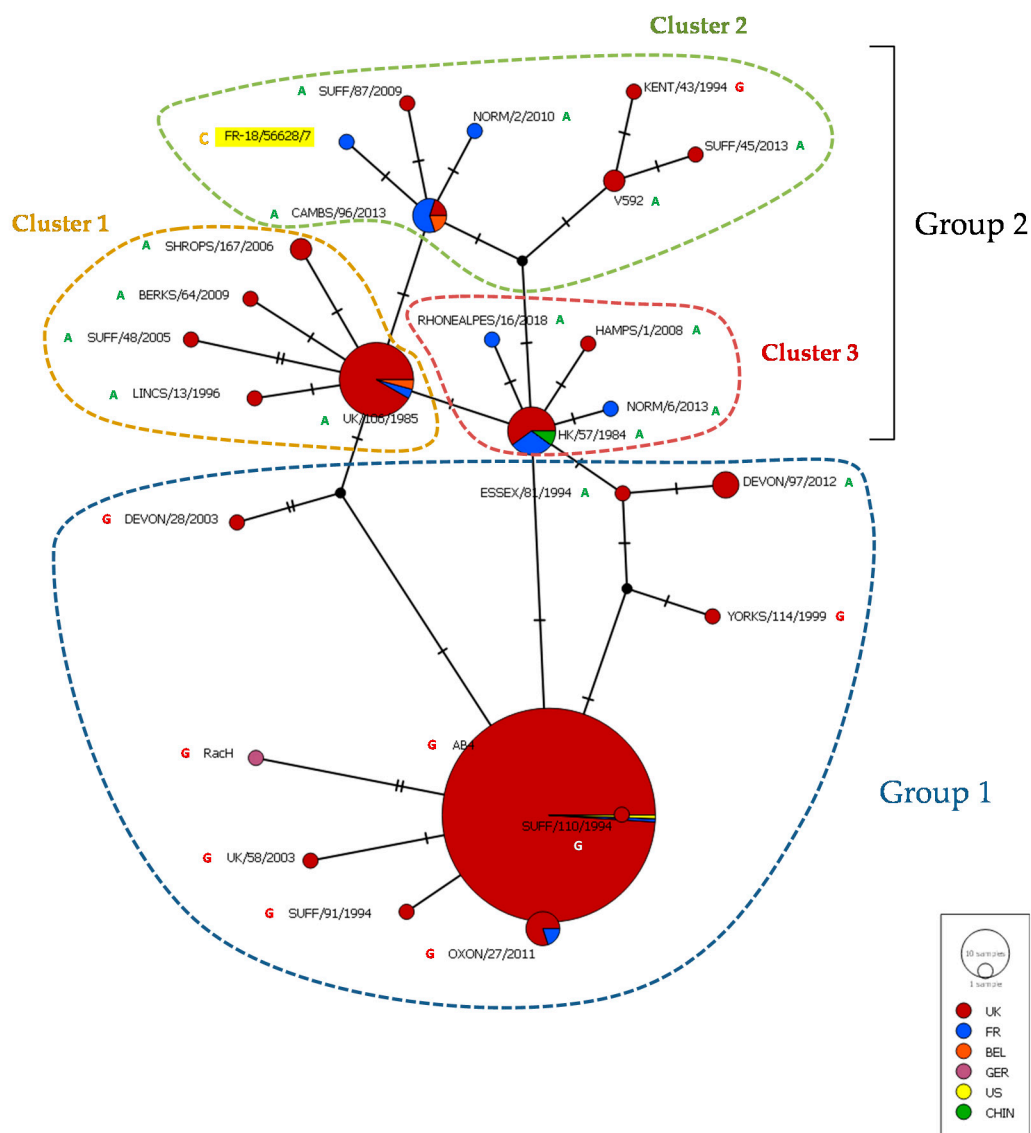 Cluster 2
A SUFF/87/2009
KENT/43/1994 G
C FR-18/56628/7
NORM/2/2010 A
SUFF/45/2013 A
V592 A
A CAMBS/96/2013
Cluster 1
Group 2
A SHROPS/167/2006
A BERKS/64/2009
RHONEALPES/16/2018 A
HAMPS/1/2008 A
A SUFF/48/2005
Cluster 3
A LINCS/13/1996
NORM/6/2013 A
A UK/106/1985
HK/57/1984 A
ESSEX/81/1994 A
DEVON/97/2012 A
G DEVON/28/2003
YORKS/114/1999 G
G RacH
G AB4
Group 1
SUFF/110/1994
G
G UK/58/2003
G SUFF/91/1994
G OXON/27/2011
10 samples
1 sample
UK
FR
BEL
GER
US
CHIN